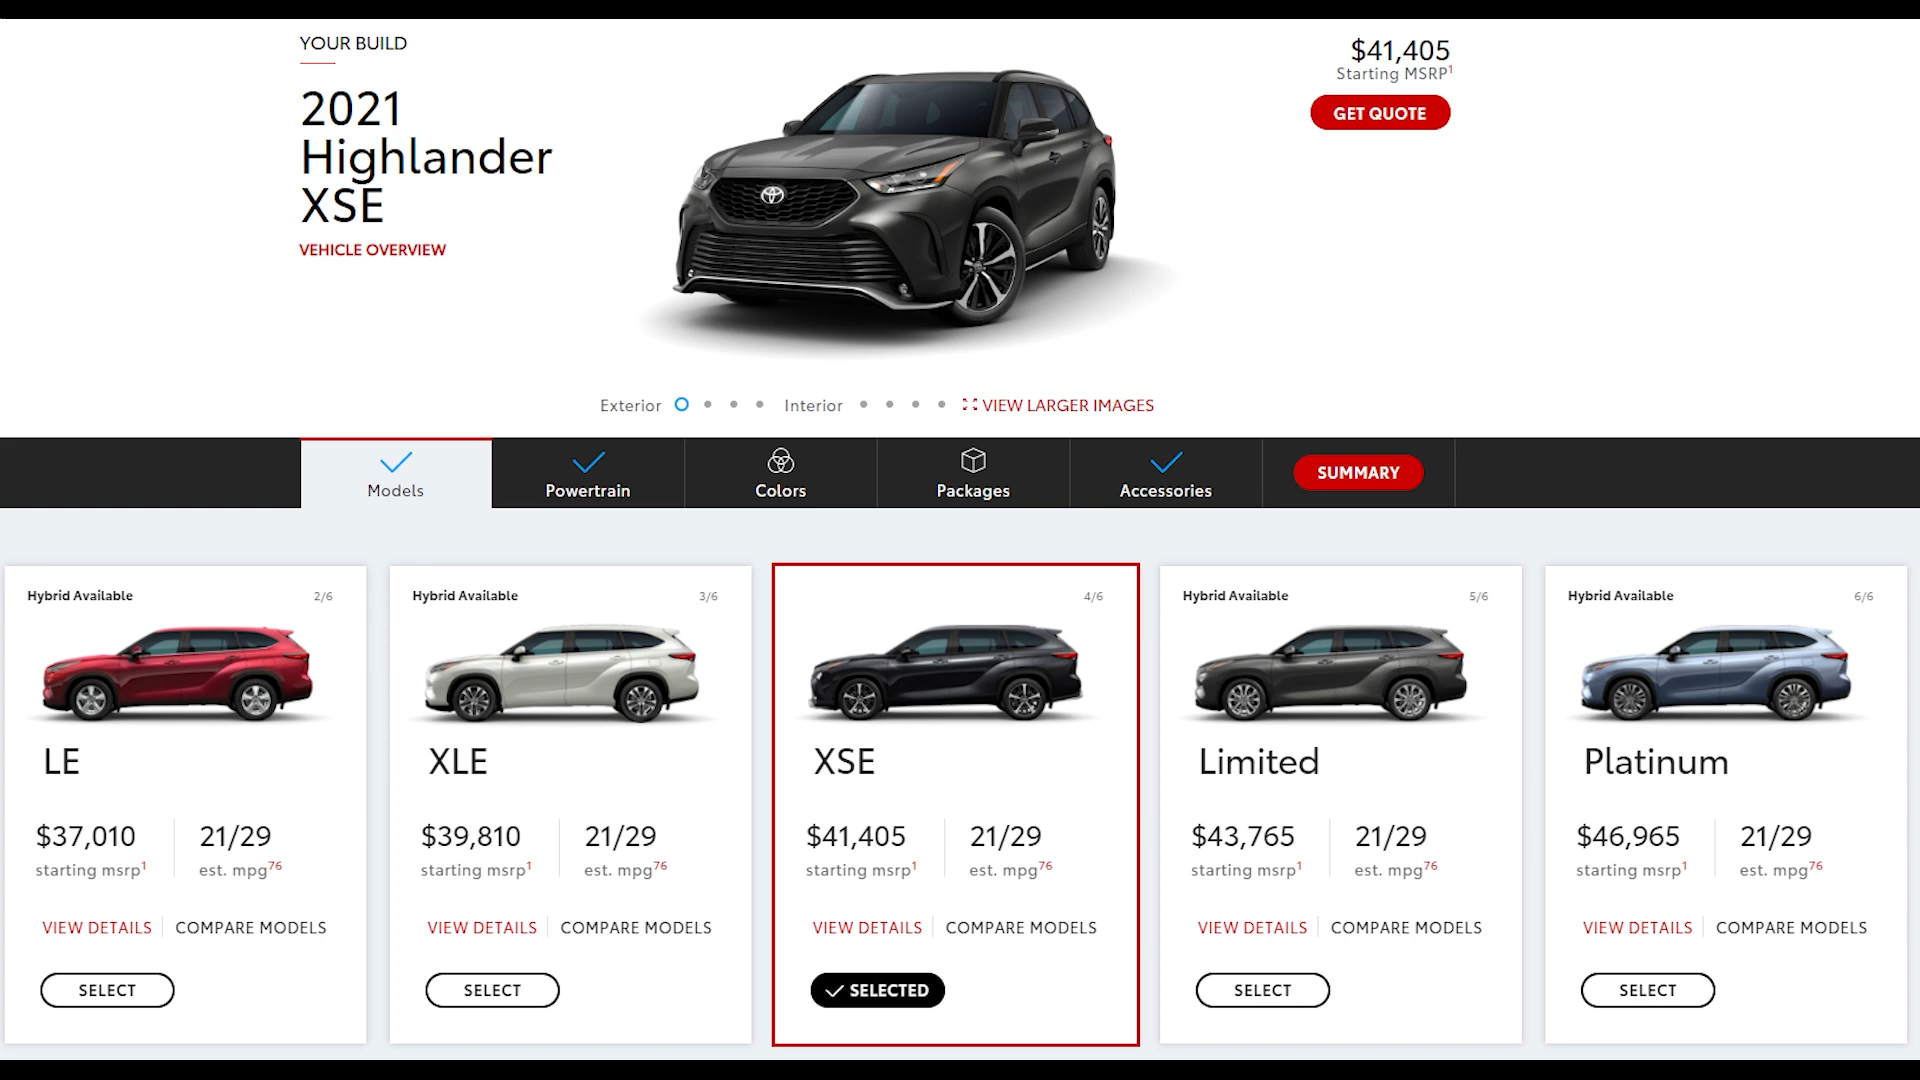 YOUR BUILD
2021
Highlander
XSE
VEHICLE OVERVIEW
$41,405
Starting MSRP1
GET QUOTE
Exterior Interior VIEW LARGER IMAGES
Models Powertrain Colors Packages Accessories SUMMARY
Hybrid Available 2/6
LE
$37,010 21/29
starting msrp1 est. mpg76
VIEW DETAILS COMPARE MODELS
SELECT
Hybrid Available 3/6
XLE
$39,810 21/29
starting msrp1 est. mpg76
VIEW DETAILS COMPARE MODELS
SELECT
4/6
XSE
$41,405 21/29
starting msrp1 est. mpg76
VIEW DETAILS COMPARE MODELS
SELECTED
Hybrid Available 5/6
Limited
$43,765 21/29
starting msrp1 est. mpg76
VIEW DETAILS COMPARE MODELS
SELECT
Hybrid Available 6/6
Platinum
$46,965 21/29
starting msrp1 est. mpg76
VIEW DETAILS COMPARE MODELS
SELECT